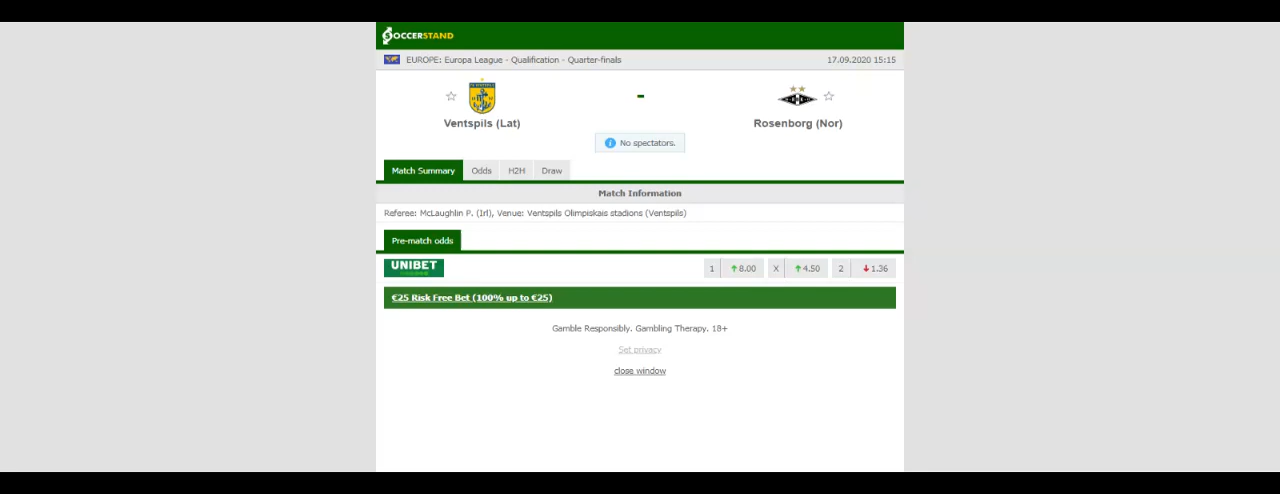 SOCCERSTAND
EUROPE: Europa League - Qualification - Quarter-finals 17.09.2020 15:15
-
Ventspils (Lat) Rosenborg (Nor)
No spectators.
Match Summary Odds H2H Draw
Match Information
Referee: McLaughlin P. (Irl), Venue: Ventspils Olimpiskais stadions (Ventspils)
Pre-match odds
UNIBET 1 8.00 X 4.50 2 1.36
€25 Risk Free Bet (100% up to €25)
Gamble Responsibly. Gambling Therapy. 18+
Set privacy
close window